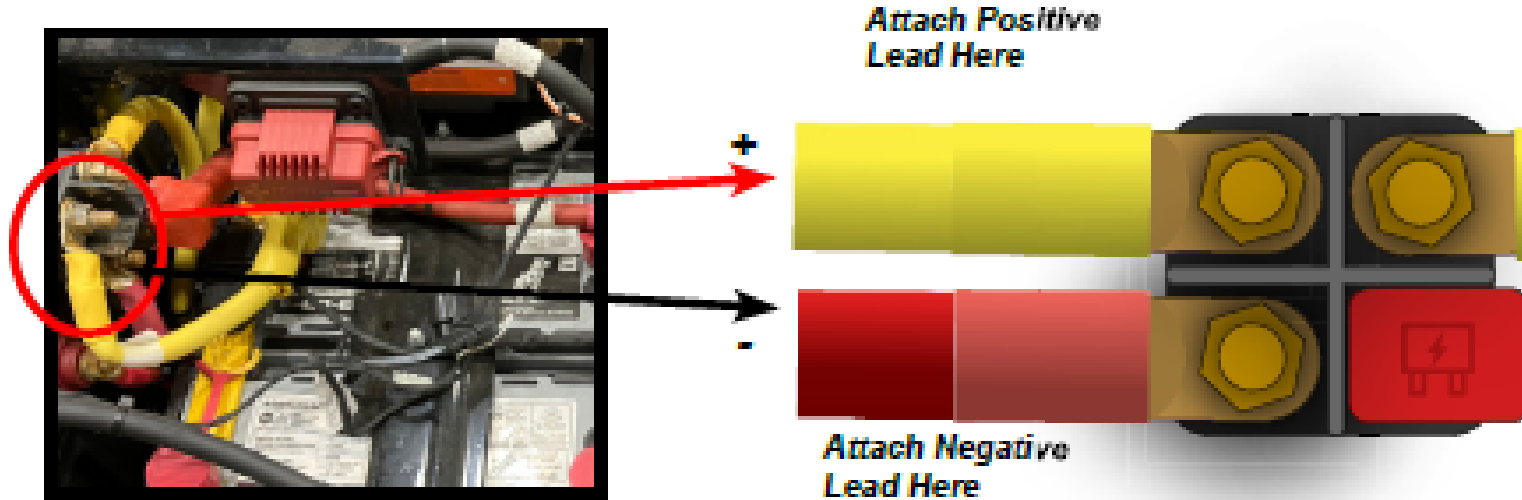 Attach Positive
Lead Here
+
-
Attach Negative
Lead Here